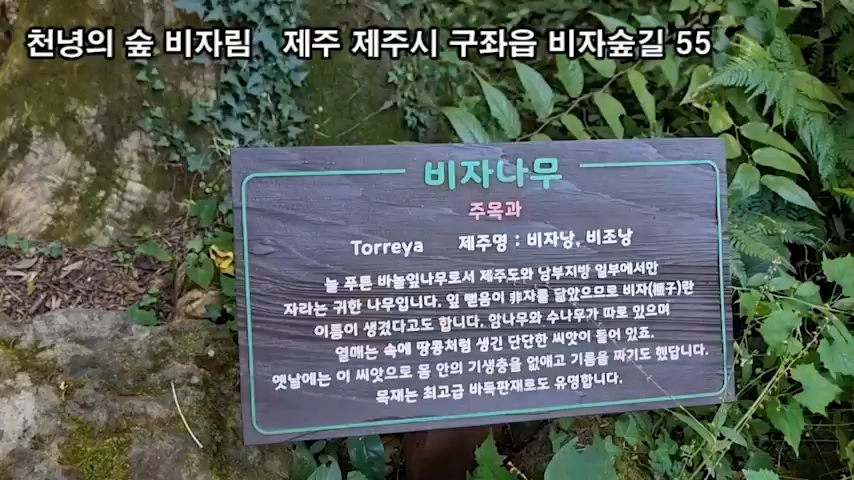 천녕의 숲 비자림 제주 제주시 구좌읍 비자숲길 55
비자나무
주목과
Torreya 제주명 : 비자낭, 비조낭
늘 푸른 바늘잎나무로서 제주도와 남부지방 일부에서만
자라는 귀한 나무입니다. 잎 뻗음이 非자를 닮았으므로 비자(榧子)란
이름이 생겼다고도 합니다. 암나무와 수나무가 따로 있으며
열매는 속에 땅콩처럼 생긴 단단한 씨앗이 들어 있죠.
옛날에는 이 씨앗으로 몸 안의 기생충을 없애고 기름을 짜기도 했답니다.
목재는 최고급 바둑판재로도 유명합니다.